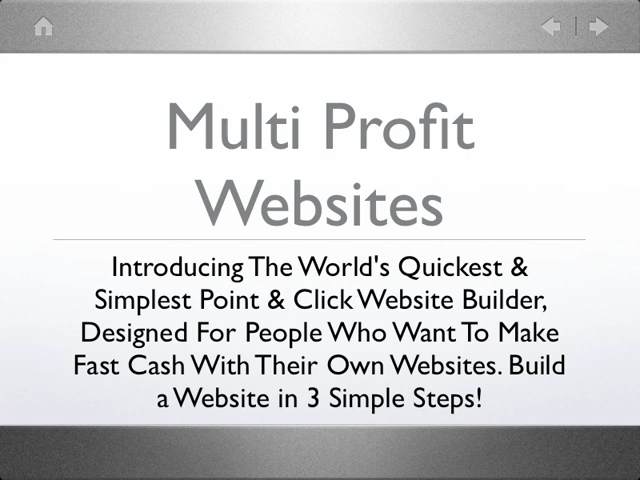 Multi Profit
Websites
Introducing The World's Quickest &
Simplest Point & Click Website Builder,
Designed For People Who Want To Make
Fast Cash With Their Own Websites. Build
a Website in 3 Simple Steps!